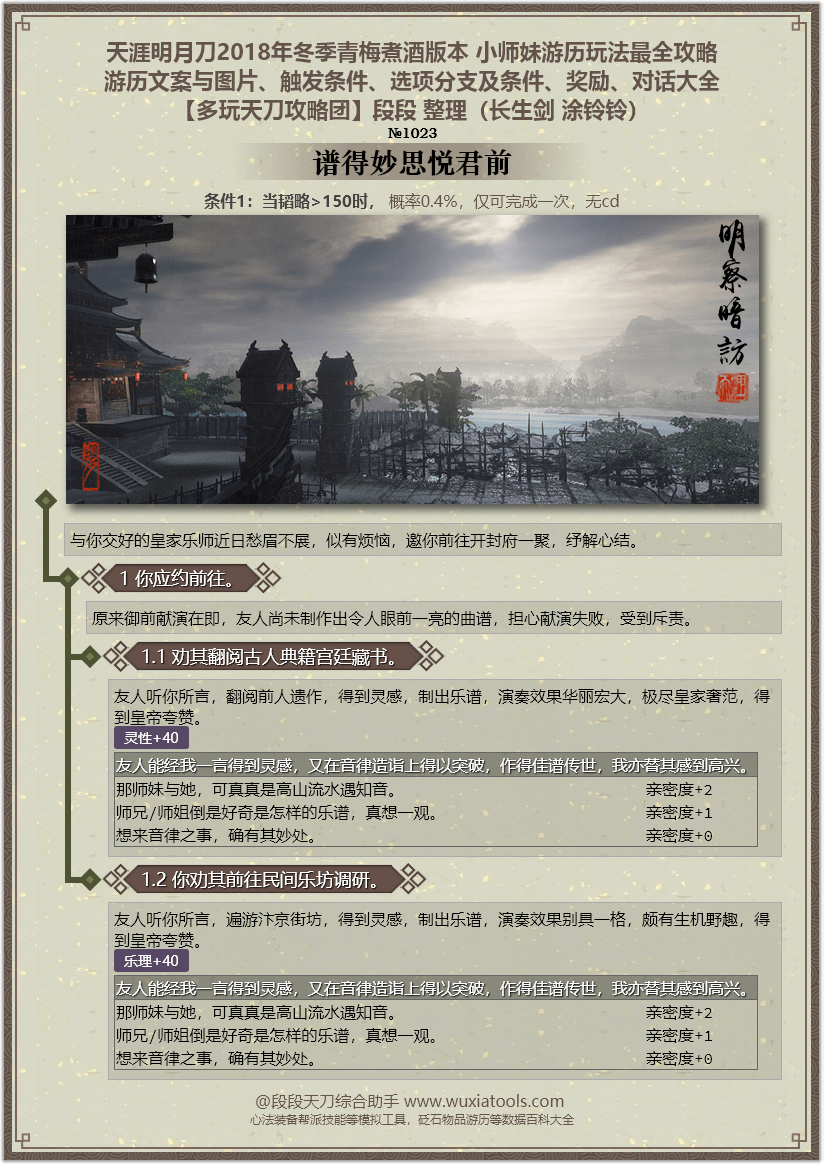 天涯明月刀2018年冬季青梅煮酒版本 小师妹游历玩法最全攻略
游历文案与图片、触发条件、选项分支及条件、奖励、对话大全
【多玩天刀攻略团】段段 整理（长生剑 涂铃铃）
№1023
谱得妙思悦君前
条件1：当韬略>150时， 概率0.4%，仅可完成一次，无cd
明察暗访
与你交好的皇家乐师近日愁眉不展，似有烦恼，邀你前往开封府一聚，纾解心结。
1 你应约前往。
原来御前献演在即，友人尚未制作出令人眼前一亮的曲谱，担心献演失败，受到斥责。
1.1 劝其翻阅古人典籍宫廷藏书。
友人听你所言，翻阅前人遗作，得到灵感，制出乐谱，演奏效果华丽宏大，极尽皇家奢范，得
到皇帝夸赞。
灵性+40
友人能经我一言得到灵感，又在音律造诣上得以突破，作得佳谱传世，我亦替其感到高兴。
那师妹与她，可真真是高山流水遇知音。 亲密度+2
师兄/师姐倒是好奇是怎样的乐谱，真想一观。 亲密度+1
想来音律之事，确有其妙处。 亲密度+0
1.2 你劝其前往民间乐坊调研。
友人听你所言，遍游汴京街坊，得到灵感，制出乐谱，演奏效果别具一格，颇有生机野趣，得
到皇帝夸赞。
乐理+40
友人能经我一言得到灵感，又在音律造诣上得以突破，作得佳谱传世，我亦替其感到高兴。
那师妹与她，可真真是高山流水遇知音。 亲密度+2
师兄/师姐倒是好奇是怎样的乐谱，真想一观。 亲密度+1
想来音律之事，确有其妙处。 亲密度+0
@段段天刀综合助手 www.wuxiatools.com
心法装备帮派技能等模拟工具，砭石物品游历等数据百科大全